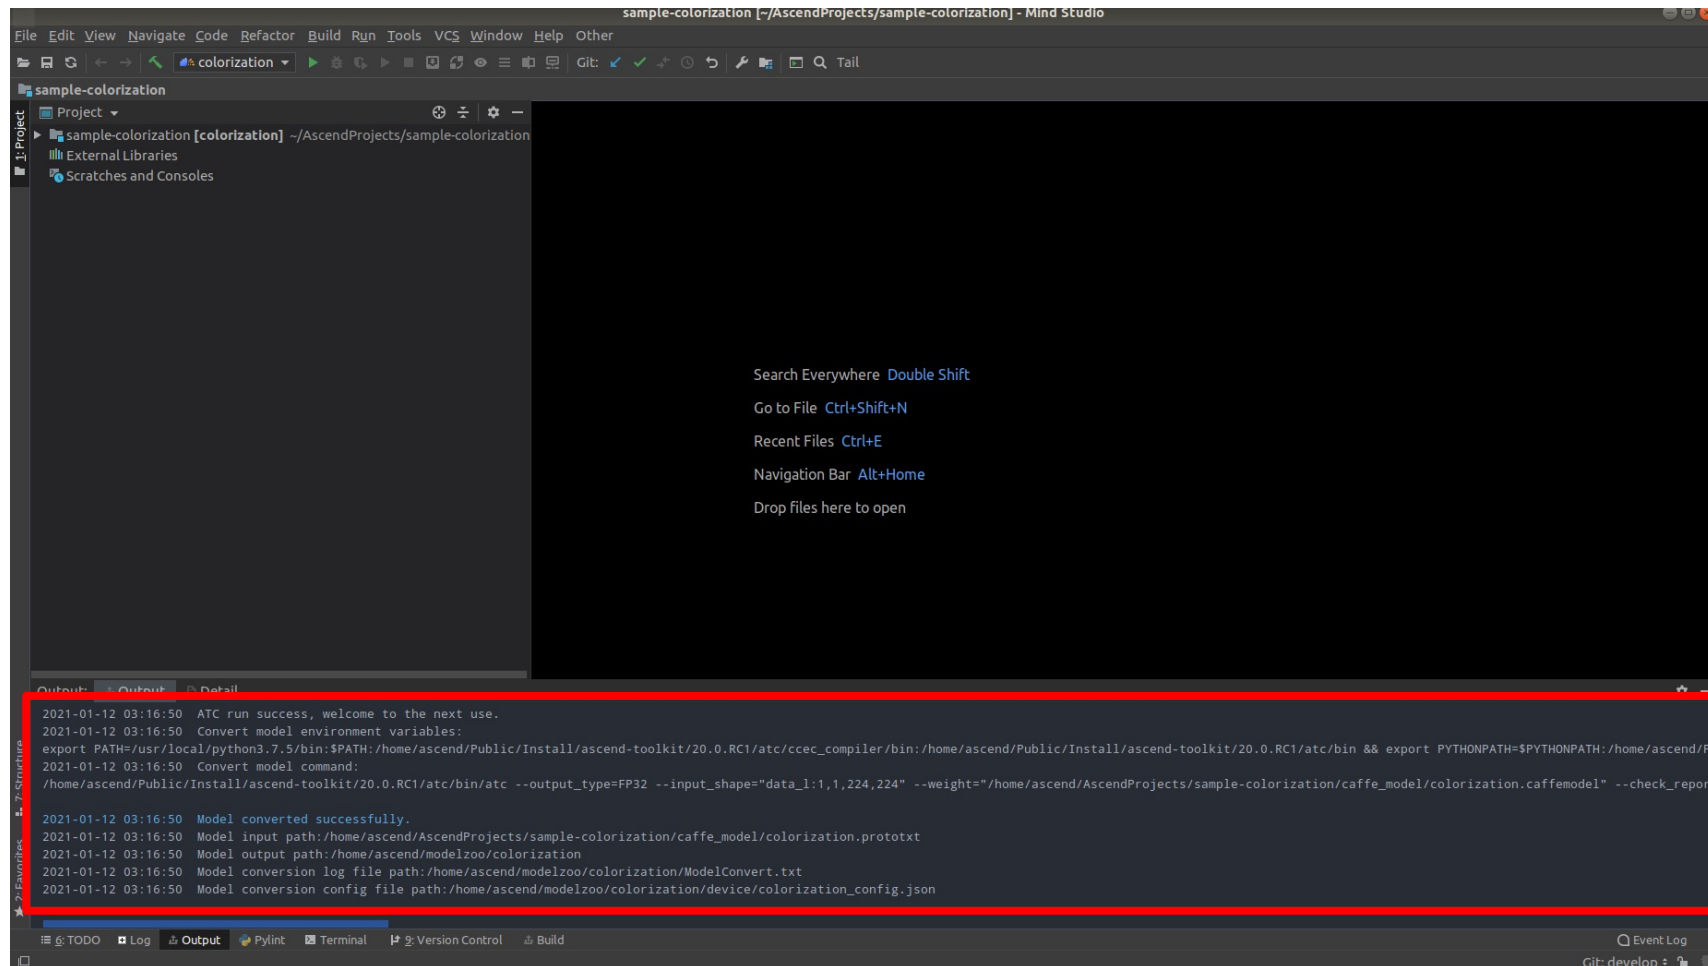 sample-colorization [~/AscendProjects/sample-colorization] - Mind Studio
File Edit View Navigate Code Refactor Build Run Tools VCS Window Help Other
colorization Git: Tail
sample-colorization
1: Project
Project
sample-colorization [colorization] ~/AscendProjects/sample-colorization
External Libraries
Scratches and Consoles
Search Everywhere Double Shift
Go to File Ctrl+Shift+N
Recent Files Ctrl+E
Navigation Bar Alt+Home
Drop files here to open
Output: Output Detail
2021-01-12 03:16:50 ATC run success, welcome to the next use.
2021-01-12 03:16:50 Convert model environment variables:
export PATH=/usr/local/python3.7.5/bin:$PATH:/home/ascend/Public/Install/ascend-toolkit/20.0.RC1/atc/ccec_compiler/bin:/home/ascend/Public/Install/ascend-toolkit/20.0.RC1/atc/bin && export PYTHONPATH=$PYTHONPATH:/home/ascend/
2021-01-12 03:16:50 Convert model command:
/home/ascend/Public/Install/ascend-toolkit/20.0.RC1/atc/bin/atc --output_type=FP32 --input_shape="data_l:1,1,224,224" --weight="/home/ascend/AscendProjects/sample-colorization/caffe_model/colorization.caffemodel" --check_repor
2021-01-12 03:16:50 Model converted successfully.
2021-01-12 03:16:50 Model input path:/home/ascend/AscendProjects/sample-colorization/caffe_model/colorization.prototxt
2021-01-12 03:16:50 Model output path:/home/ascend/modelzoo/colorization
2021-01-12 03:16:50 Model conversion log file path:/home/ascend/modelzoo/colorization/ModelConvert.txt
2021-01-12 03:16:50 Model conversion config file path:/home/ascend/modelzoo/colorization/device/colorization_config.json
7: Structure
2: Favorites
6: TODO Log Output Pylint Terminal 9: Version Control Build Event Log
Git: develop